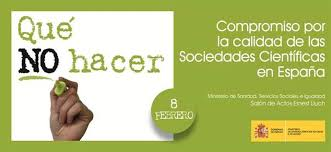 Qué
NO hacer
8
FEBRERO
Compromiso por
la calidad de las
Sociedades Científicas
en España
Ministerio de Sanidad, Servicios Sociales e Igualdad
Salón de Actos Ernest Lluch